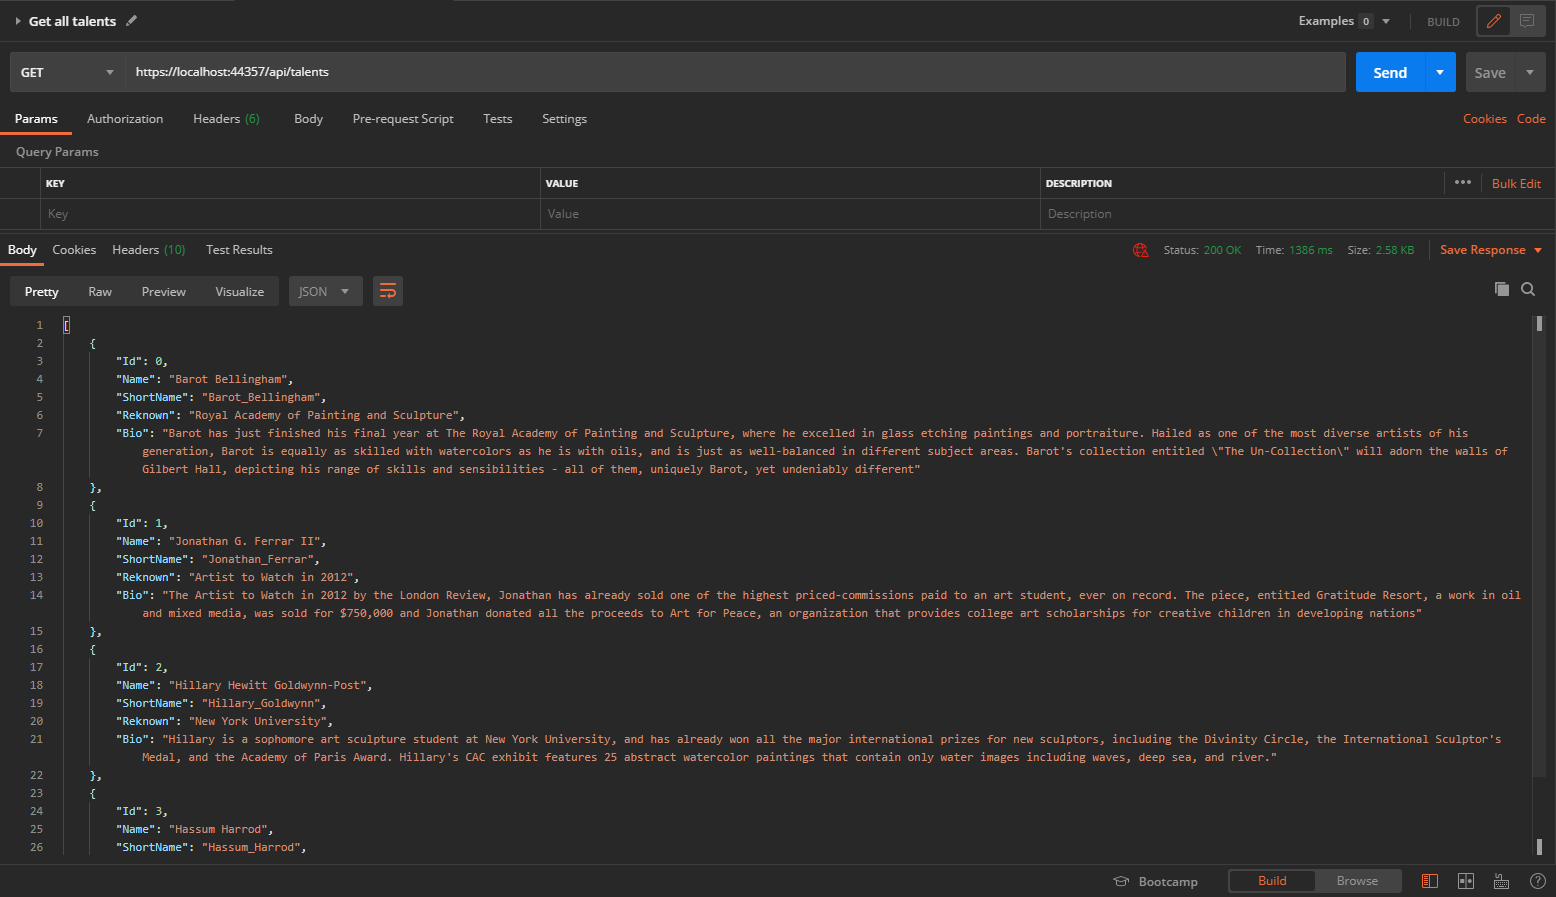 Get all talents
Examples 0 BUILD
GET https://localhost:44357/api/talents Send Save
Params Authorization Headers (6) Body Pre-request Script Tests Settings Cookies Code
Query Params
KEY VALUE DESCRIPTION ••• Bulk Edit
Key Value Description
Body Cookies Headers (10) Test Results Status: 200 OK Time: 1386 ms Size: 2.58 KB Save Response
Pretty Raw Preview Visualize JSON
1 [
2 {
3 "Id": 0,
4 "Name": "Barot Bellingham",
5 "ShortName": "Barot_Bellingham",
6 "Reknown": "Royal Academy of Painting and Sculpture",
7 "Bio": "Barot has just finished his final year at The Royal Academy of Painting and Sculpture, where he excelled in glass etching paintings and portraiture. Hailed as one of the most diverse artists of his
generation, Barot is equally as skilled with watercolors as he is with oils, and is just as well-balanced in different subject areas. Barot's collection entitled \"The Un-Collection\" will adorn the walls of
Gilbert Hall, depicting his range of skills and sensibilities - all of them, uniquely Barot, yet undeniably different"
8 },
9 {
10 "Id": 1,
11 "Name": "Jonathan G. Ferrar II",
12 "ShortName": "Jonathan_Ferrar",
13 "Reknown": "Artist to Watch in 2012",
14 "Bio": "The Artist to Watch in 2012 by the London Review, Jonathan has already sold one of the highest priced-commissions paid to an art student, ever on record. The piece, entitled Gratitude Resort, a work in oil
and mixed media, was sold for $750,000 and Jonathan donated all the proceeds to Art for Peace, an organization that provides college art scholarships for creative children in developing nations"
15 },
16 {
17 "Id": 2,
18 "Name": "Hillary Hewitt Goldwynn-Post",
19 "ShortName": "Hillary_Goldwynn",
20 "Reknown": "New York University",
21 "Bio": "Hillary is a sophomore art sculpture student at New York University, and has already won all the major international prizes for new sculptors, including the Divinity Circle, the International Sculptor's
Medal, and the Academy of Paris Award. Hillary's CAC exhibit features 25 abstract watercolor paintings that contain only water images including waves, deep sea, and river."
22 },
23 {
24 "Id": 3,
25 "Name": "Hassum Harrod",
26 "ShortName": "Hassum_Harrod",
Bootcamp Build Browse ?